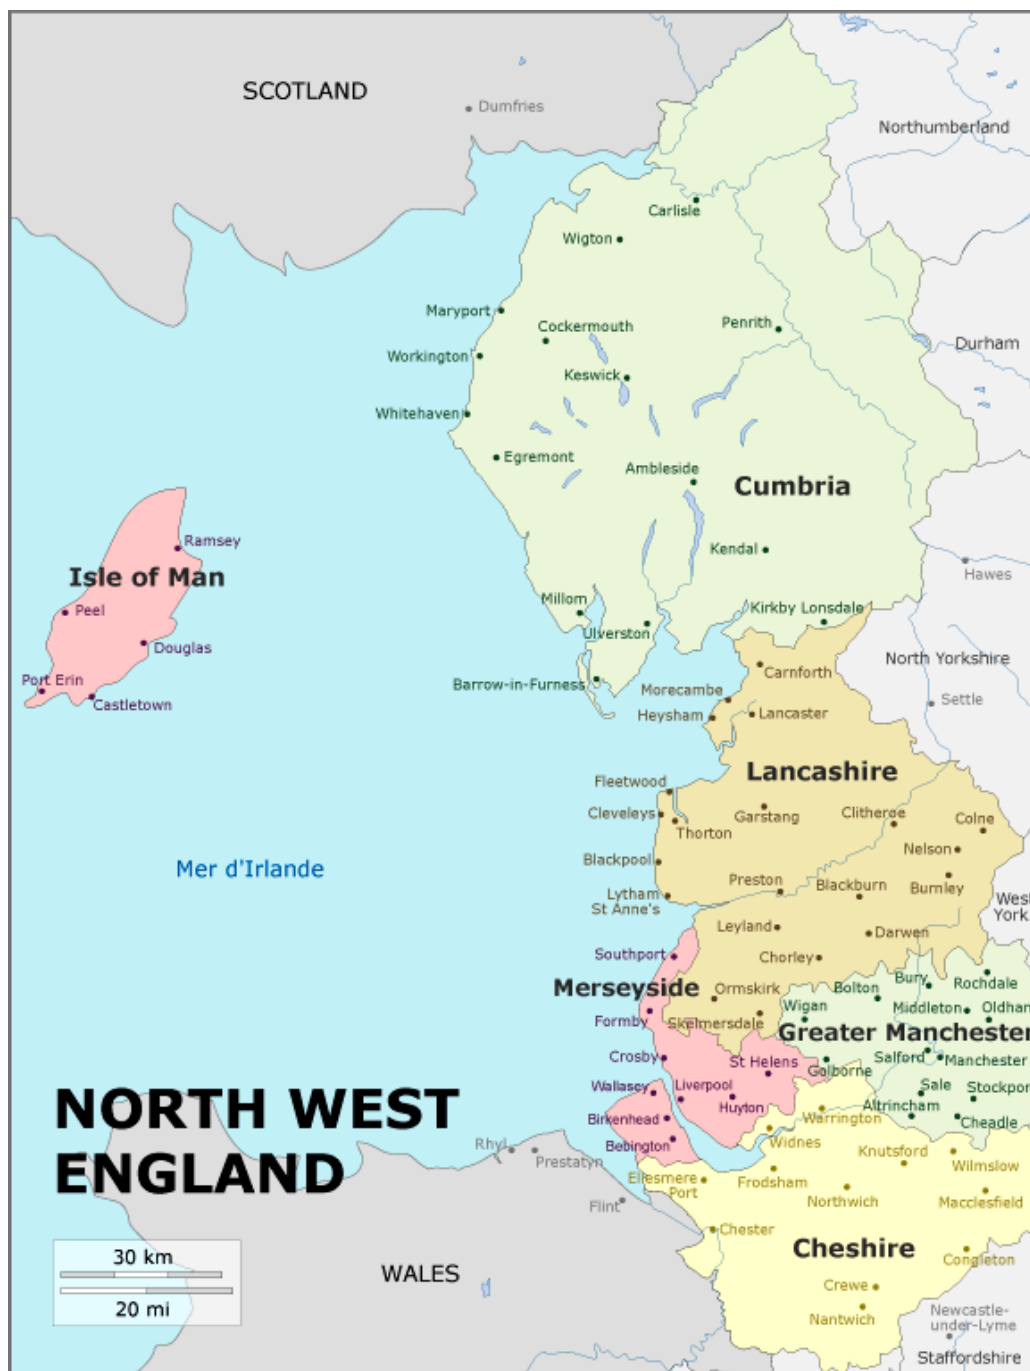 SCOTLAND
Dumfries
Northumberland
Carlisle
Wigton
Maryport
Cockermouth
Penrith
Durham
Workington
Keswick
Whitehaven
Egremont
Ambleside
Cumbria
Ramsey
Kendal
Isle of Man
Hawes
Peel
Millom
Kirkby Lonsdale
Ulverston
Douglas
North Yorkshire
Carnforth
Port Erin
Barrow-in-Furness
Morecambe
Castletown
Heysham
Lancaster
Settle
Lancashire
Fleetwood
Cleveleys
Garstang
Clitheroe
Colne
Thorton
Nelson
Blackpool
Mer d'Irlande
Preston
Blackburn
Burnley
Lytham
St Anne's
West
Yorks
Leyland
Darwen
Southport
Chorley
Bury
Rochdale
Merseyside
Bolton
Ormskirk
Wigan
Middleton
Oldham
Formby
Skelmersdale
Greater Manchester
Crosby
St Helens
Salford
Manchester
Golborne
Wallasey
Liverpool
Huyton
Sale
Stockport
Altrincham
Birkenhead
Warrington
Cheadle
NORTH WEST
ENGLAND
Bebington
Widnes
Rhyl
Prestatyn
Knutsford
Wilmslow
Ellesmere
Port
Frodsham
Flint
Northwich
Macclesfield
Chester
Cheshire
30 km
Congleton
WALES
Crewe
20 mi
Nantwich
Newcastle-
under-Lyme
Staffordshire